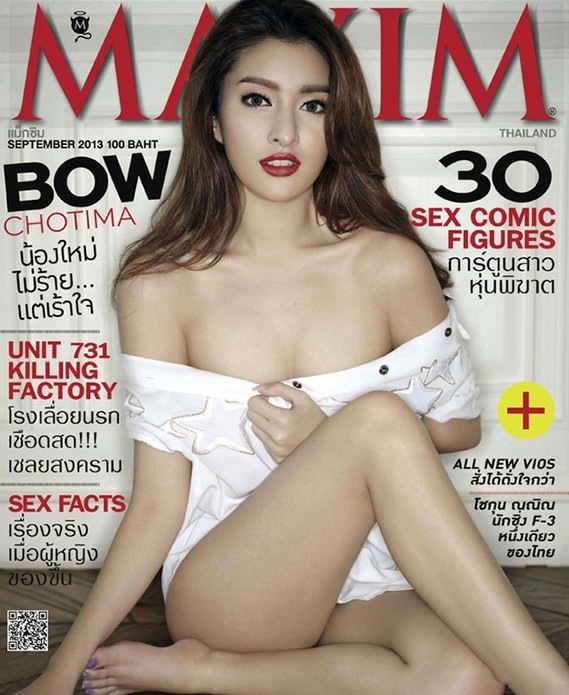 M
MAXIM
®
แม็กซิม
THAILAND
SEPTEMBER 2013 100 BAHT
BOW
CHOTIMA
น้องใหม่
ไม่ร้าย...
แต่เร้าใจ
30
SEX COMIC
FIGURES
การ์ตูนสาว
หุ่นพิฆาต
UNIT 731
KILLING
FACTORY
โรงเลื่อยนรก
เชือดสด!!!
เชลยสงคราม
SEX FACTS
เรื่องจริง
เมื่อผู้หญิง
ของขึ้น
+
ALL NEW VIOS
สั่งได้ดั่งใจกว่า
โชกุน ณุณิณ
นักซิ่ง F-3
หนึ่งเดียว
ของไทย